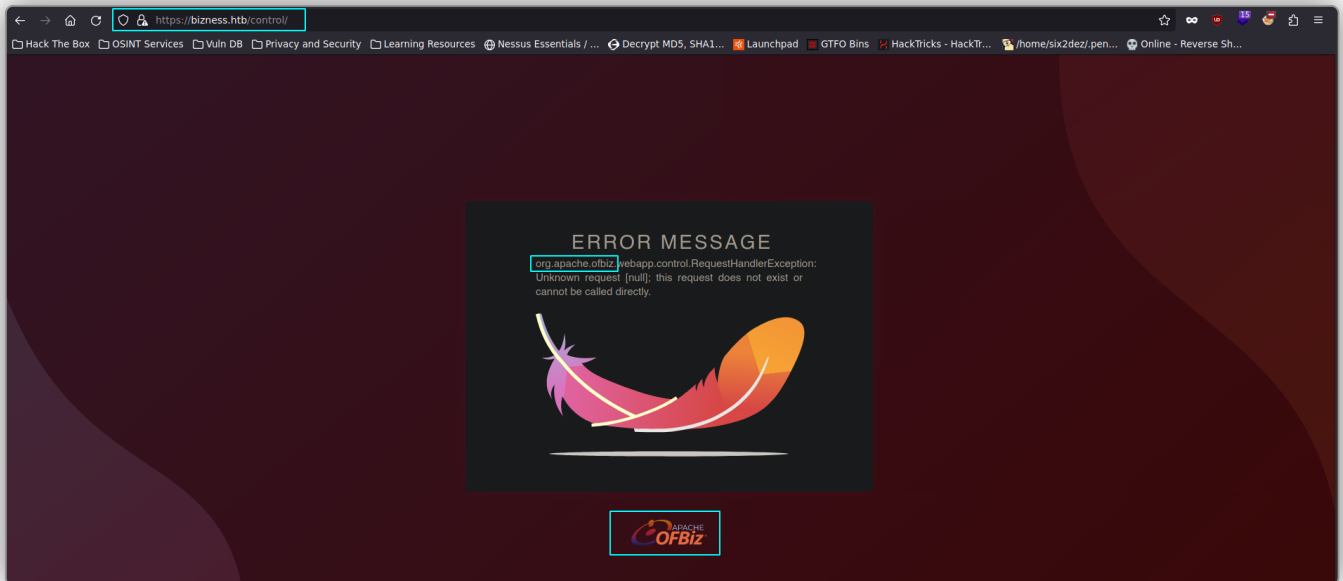 https://bizness.htb/control/
15
Hack The Box OSINT Services Vuln DB Privacy and Security Learning Resources Nessus Essentials / ... Decrypt MD5, SHA1... Launchpad GTFO Bins HackTricks - HackTr... /home/six2dez/.pen... Online - Reverse Sh...
ERROR MESSAGE
org.apache.ofbiz.webapp.control.RequestHandlerException:
Unknown request [null]; this request does not exist or
cannot be called directly.
APACHE
OFBiz